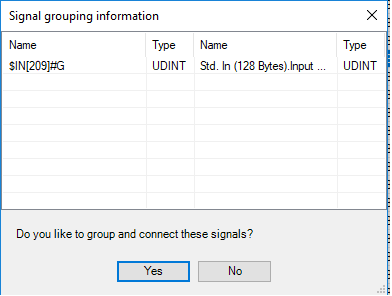 Signal grouping information
Name Type Name Type
$IN[209]#G UDINT Std. In (128 Bytes).Input ... UDINT
Do you like to group and connect these signals?
Yes No